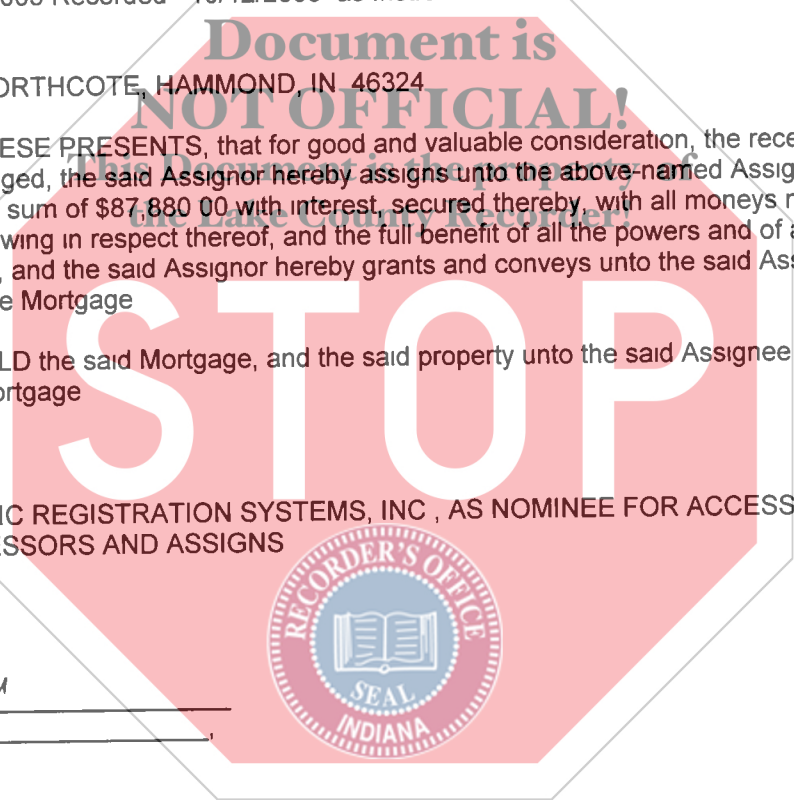 Recorded
Document is
ORTHCOTE, HAMMOND, IN 46324
NOT OFFICIAL!
ESE PRESENTS, that for good and valuable consideration, the rece
This Document is the property of
ged, the said Assignor hereby assigns unto the above-named Assig
the Lake County Recorder!
sum of $87,880 00 with interest, secured thereby, with all moneys
wing in respect thereof, and the full benefit of all the powers and of a
, and the said Assignor hereby grants and conveys unto the said Ass
e Mortgage
STOP
LD the said Mortgage, and the said property unto the said Assignee
ortgage
IC REGISTRATION SYSTEMS, INC , AS NOMINEE FOR ACCESS
ESSORS AND ASSIGNS
RECORDER'S OFFICE
SEAL
INDIANA